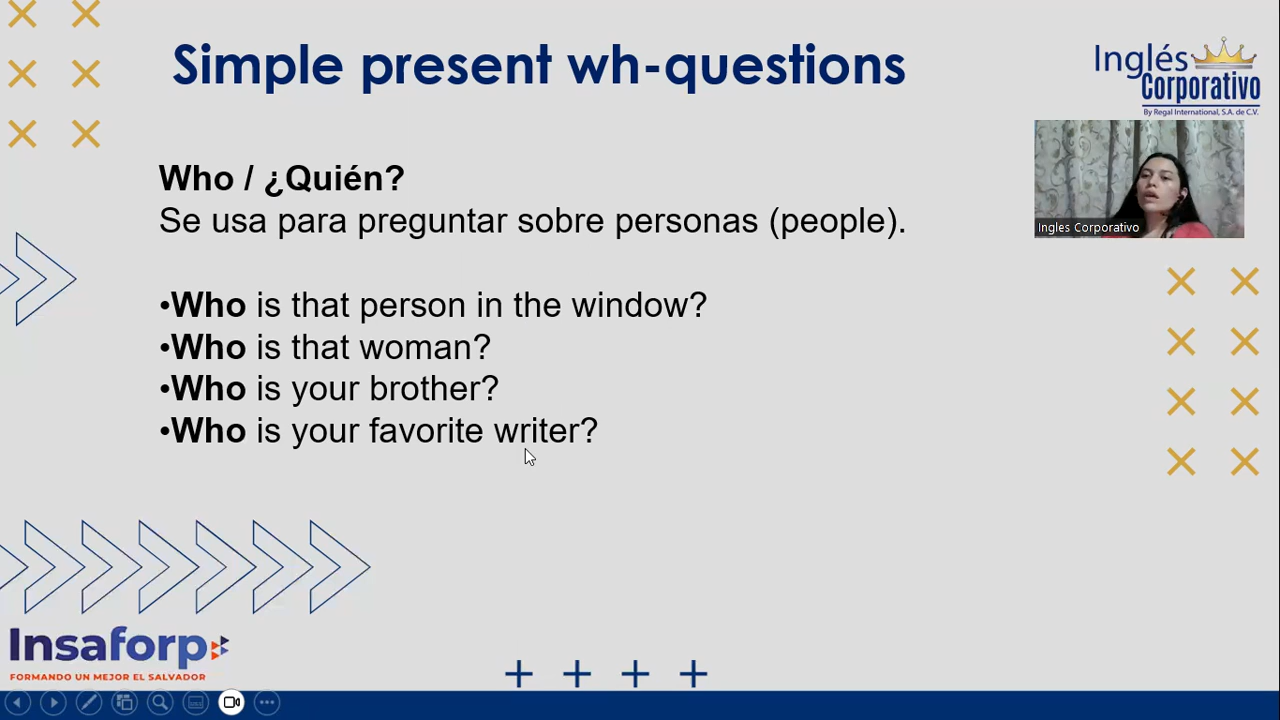 Simple present wh-questions
Inglés
Corporativo
By Regal International, S.A. de C.V.
Ingles Corporativo
Who / ¿Quién?
Se usa para preguntar sobre personas (people).
•Who is that person in the window?
•Who is that woman?
•Who is your brother?
•Who is your favorite writer?
Insaforp
FORMANDO UN MEJOR EL SALVADOR